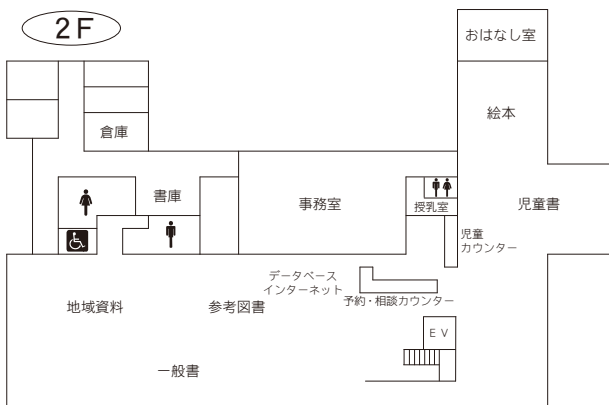 2F
おはなし室
絵本
倉庫
書庫
事務室
授乳室
児童書
児童
カウンター
データベース
インターネット
予約・相談カウンター
地域資料
参考図書
EV
一般書